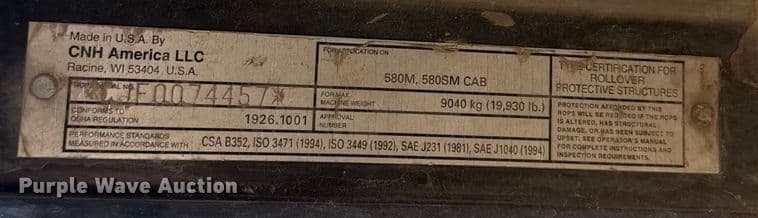 Made in U.S.A. By
CNH America LLC
Racine, WI 53404, U.S.A.
SERIAL NO.
JF0074457*
CONFORMS TO
OSHA REGULATION 1926.1001
PERFORMANCE STANDARDS
MEASURED IN ACCORDANCE WITH CSA B352, ISO 3471 (1994), ISO 3449 (1992), SAE J231 (1981), SAE J1040 (1994)
FOR APPLICATION ON
580M, 580SM CAB
FOR MAX.
MACHINE WEIGHT 9040 kg (19,930 lb.)
APPROVAL
NUMBER
TYPE CERTIFICATION FOR
ROLLOVER
PROTECTIVE STRUCTURES
PROTECTION AFFORDED BY THIS
ROPS WILL BE REDUCED IF THE ROPS
IS ALTERED, HAS STRUCTURAL
DAMAGE, OR HAS BEEN SUBJECT TO
UPSET. SEE OPERATOR'S MANUAL
FOR COMPLETE INSTRUCTIONS AND
INSPECTION REQUIREMENTS.
Purple Wave Auction